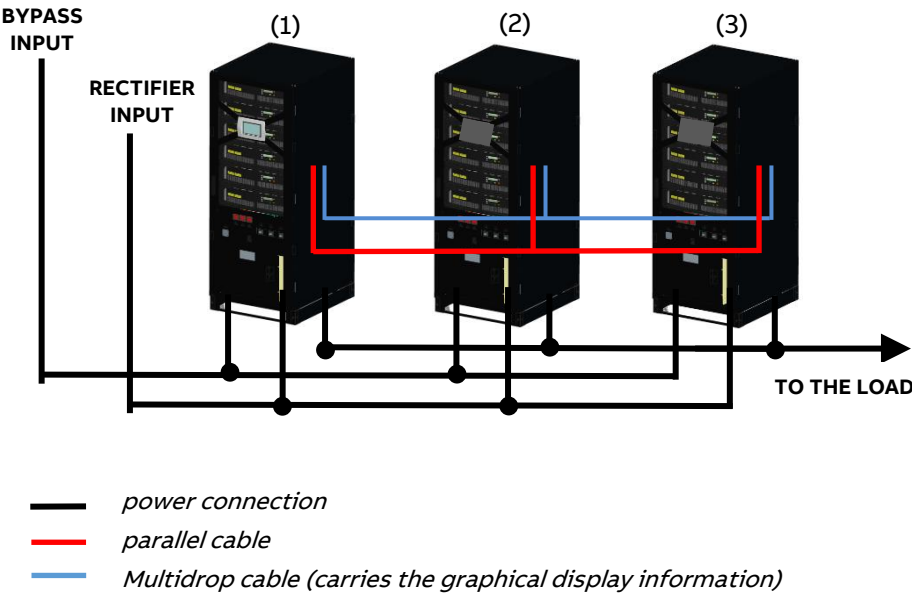 BYPASS
INPUT
(1)
(2)
(3)
RECTIFIER
INPUT
TO THE LOAD
power connection
parallel cable
Multidrop cable (carries the graphical display information)